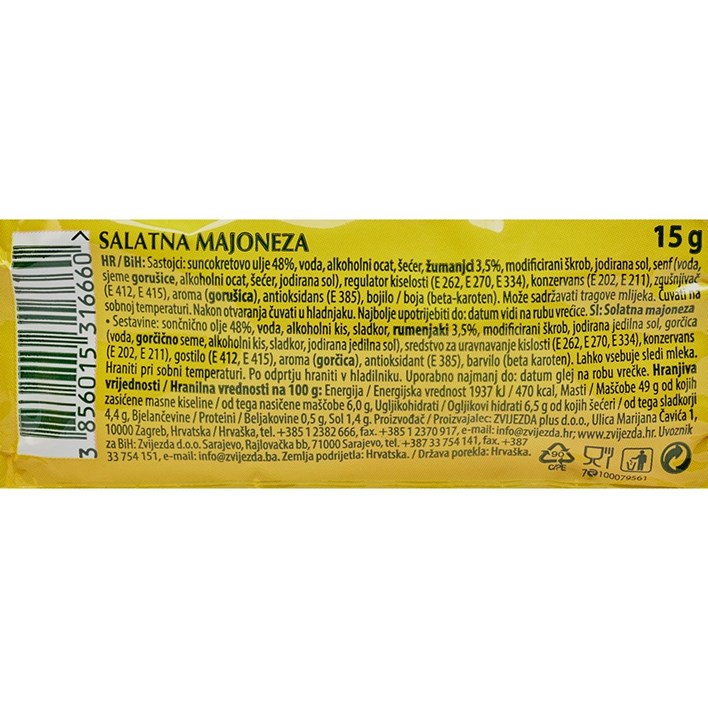 SALATNA MAJONEZA 15 g
HR / BiH: Sastojci: suncokretovo ulje 48%, voda, alkoholni ocat, šećer, žumanjci 3,5%, modificirani škrob, jodirana sol, senf (voda,
sjeme gorušice, alkoholni ocat, šećer, jodirana sol), regulator kiselosti (E 262, E 270, E 334), konzervans (E 202, E 211), zgušnjivač
(E 412, E 415), aroma (gorušica), antioksidans (E 385), bojilo / boja (beta-karoten). Može sadržavati tragove mlijeka. Čuvati na
sobnoj temperaturi. Nakon otvaranja čuvati u hladnjaku. Najbolje upotrijebiti do: datum vidi na rubu vrećice. SI: Solatna majoneza
• Sestavine: sončnično olje 48%, voda, alkoholni kis, sladkor, rumenjaki 3,5%, modificirani škrob, jodirana jedilna sol, gorčica
(voda, gorčično seme, alkoholni kis, sladkor, jodirana jedilna sol), sredstvo za uravnavanje kislosti (E 262, E 270, E 334), konzervans
(E 202, E 211), gostilo (E 412, E 415), aroma (gorčica), antioxidant (E 385), barvilo (beta karoten). Lahko vsebuje sledi mleka.
Hraniti pri sobni temperaturi. Po odprtju hraniti v hladilniku. Uporabno najmanj do: datum glej na robu vrečke. Hranjiva
vrijednosti / Hranilna vrednosti na 100 g: Energija / Energijska vrednost 1937 kJ / 470 kcal, Masti / Maščobe 49 g od kojih
zasićene masne kiseline / od tega nasičene maščobe 6,0 g, Ugljikohidrati / Ogljikovi hidrati 6,5 g od kojih šećeri / od tega sladkorji
4,4 g, Bjelančevine / Proteini / Beljakovine 0,5 g, Sol 1,4 g. Proizvođač / Proizvajalec: ZVIJEZDA plus d.o.o., Ulica Marijana Čavića 1,
10000 Zagreb, Hrvatska / Hrvaška, tel. +385 1 2382 666, fax. +385 1 2370 917, e-mail: info@zvijezda.hr, www.zvijezda.hr. Uvoznik
za BiH: Zvijezda d.o.o. Sarajevo, Rajlovačka bb, 71000 Sarajevo, tel. +387 33 754 141, fax. +387
33 754 151, e-mail: info@zvijezda.ba. Zemlja podrijetla: Hrvatska. / Država porekla: Hrvaška.
90
C/PE
100079561
3 856015 316660 >